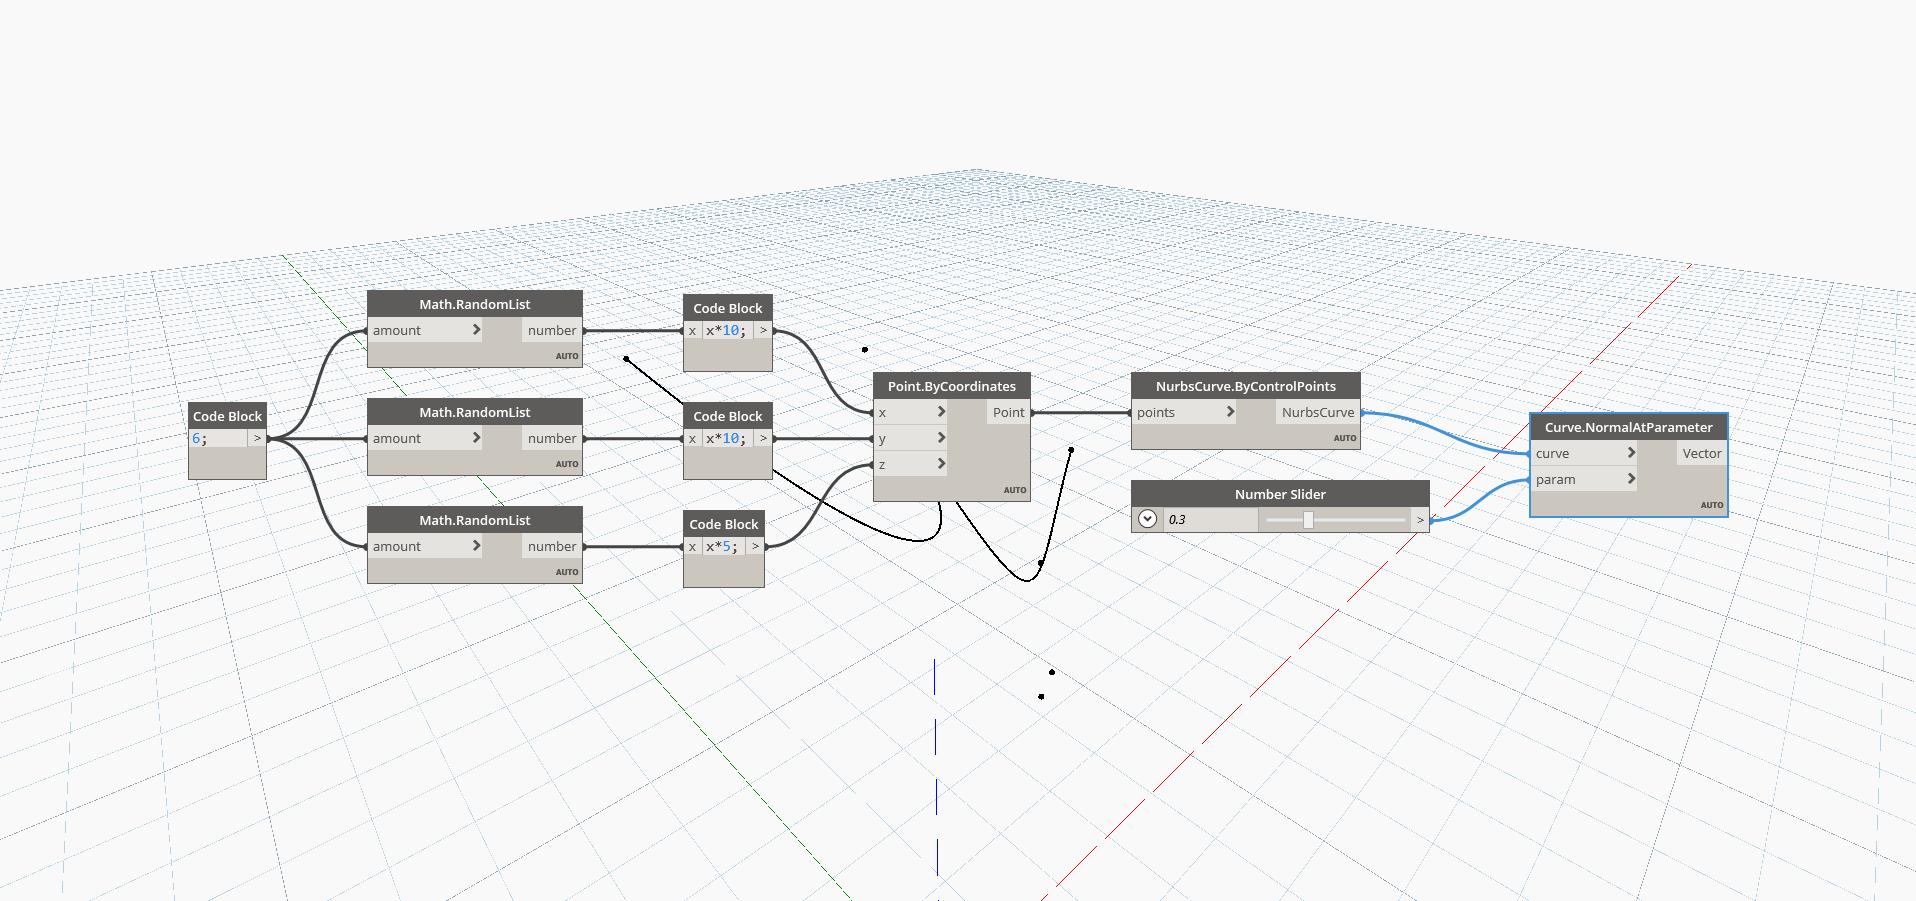 Code Block
6; >
Math.RandomList
amount > number
AUTO
Math.RandomList
amount > number
AUTO
Math.RandomList
amount > number
AUTO
Code Block
x x*10; >
Code Block
x x*10; >
Code Block
x x*5; >
Point.ByCoordinates
x > Point
y >
z >
AUTO
NurbsCurve.ByControlPoints
points > NurbsCurve
AUTO
Number Slider
0.3 >
Curve.NormalAtParameter
curve > Vector
param >
AUTO